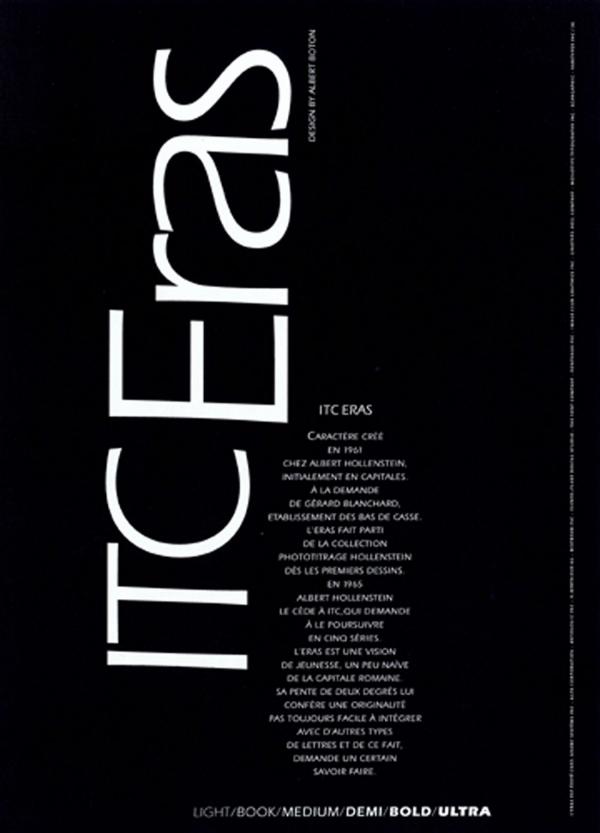 ITC Eras
DESIGN BY ALBERT BOTON
ITC ERAS
CARACTÈRE CRÉÉ
EN 1961
CHEZ ALBERT HOLLENSTEIN,
INITIALEMENT EN CAPITALES.
À LA DEMANDE
DE GÉRARD BLANCHARD,
ETABLISSEMENT DES BAS DE CASSE.
L'ERAS FAIT PARTI
DE LA COLLECTION
PHOTOTITRAGE HOLLENSTEIN
DÈS LES PREMIERS DESSINS.
EN 1965
ALBERT HOLLENSTEIN
LE CÈDE À ITC,QUI DEMANDE
À LE POURSUIVRE
EN CINQ SÉRIES.
L'ERAS EST UNE VISION
DE JEUNESSE, UN PEU NAÏVE
DE LA CAPITALE ROMAINE.
SA PENTE DE DEUX DEGRÉS LUI
CONFÈRE UNE ORIGINALITÉ
PAS TOUJOURS FACILE À INTÉGRER
AVEC D'AUTRES TYPES
DE LETTRES ET DE CE FAIT,
DEMANDE UN CERTAIN
SAVOIR FAIRE.
LIGHT/BOOK/MEDIUM/DEMI/BOLD/ULTRA